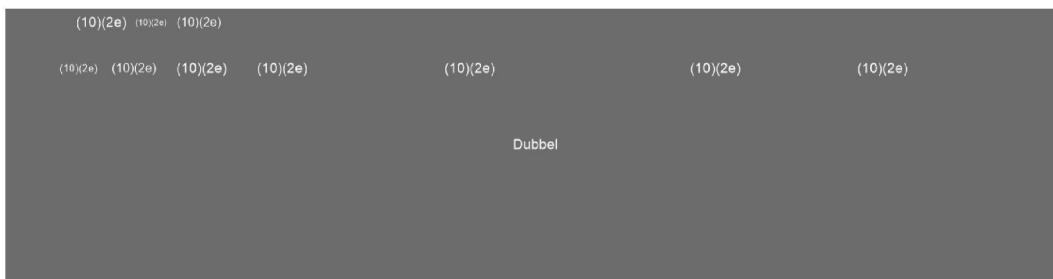 (10)(2e) (10)(2e) (10)(2e)
(10)(2e) (10)(2e) (10)(2e) (10)(2e) (10)(2e) (10)(2e) (10)(2e)
Dubbel